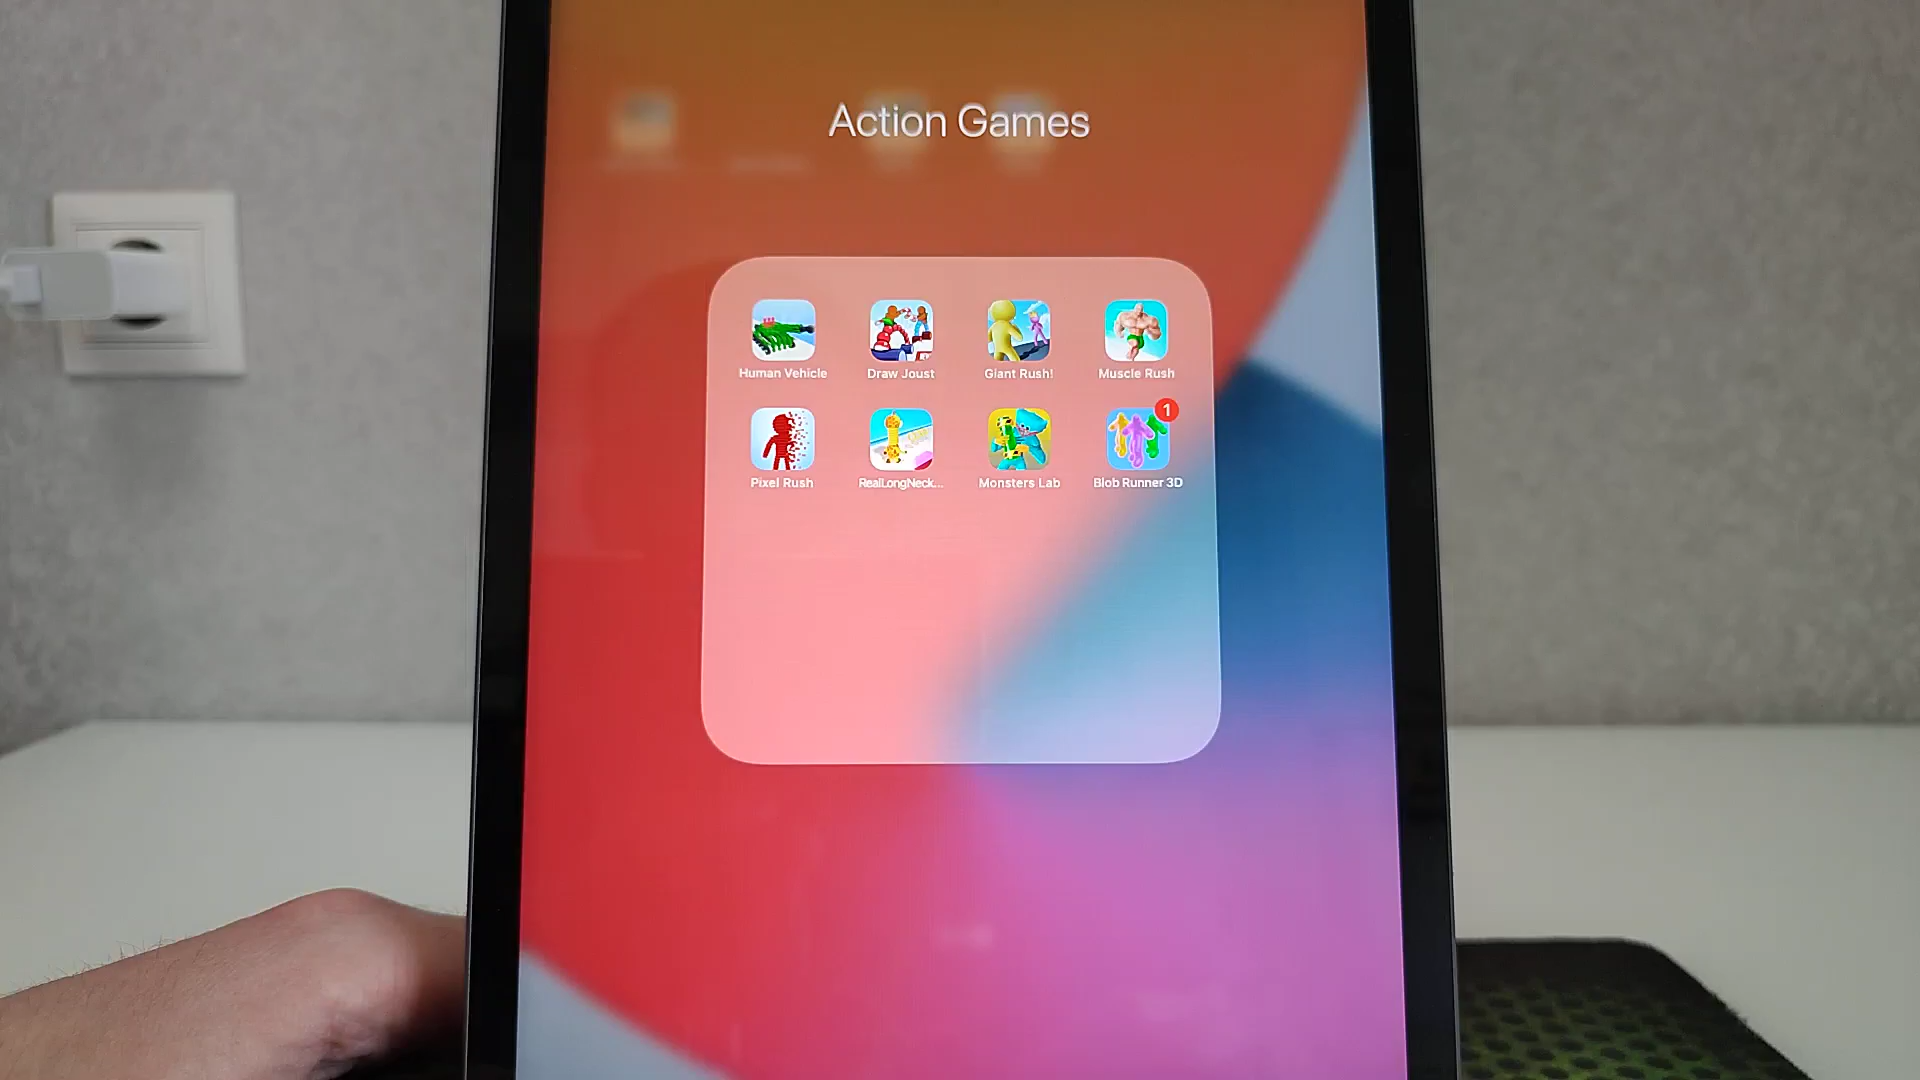 Action Games
Human Vehicle
Draw Joust
Giant Rush!
Muscle Rush
1
Pixel Rush
RealLongNeck...
Monsters Lab
Blob Runner 3D